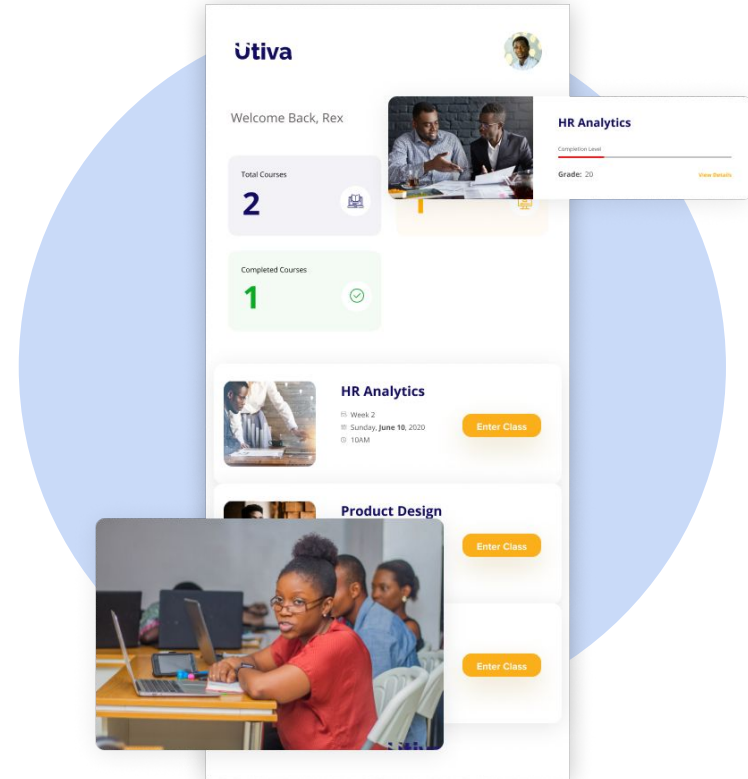 Utiva
Welcome Back, Rex
HR Analytics
Completion Level
Grade: 20
View Details
Total Courses
2
1
Completed Courses
1
HR Analytics
Week 2
Sunday, June 10, 2020
10AM
Enter Class
Product Design
Enter Class
Enter Class